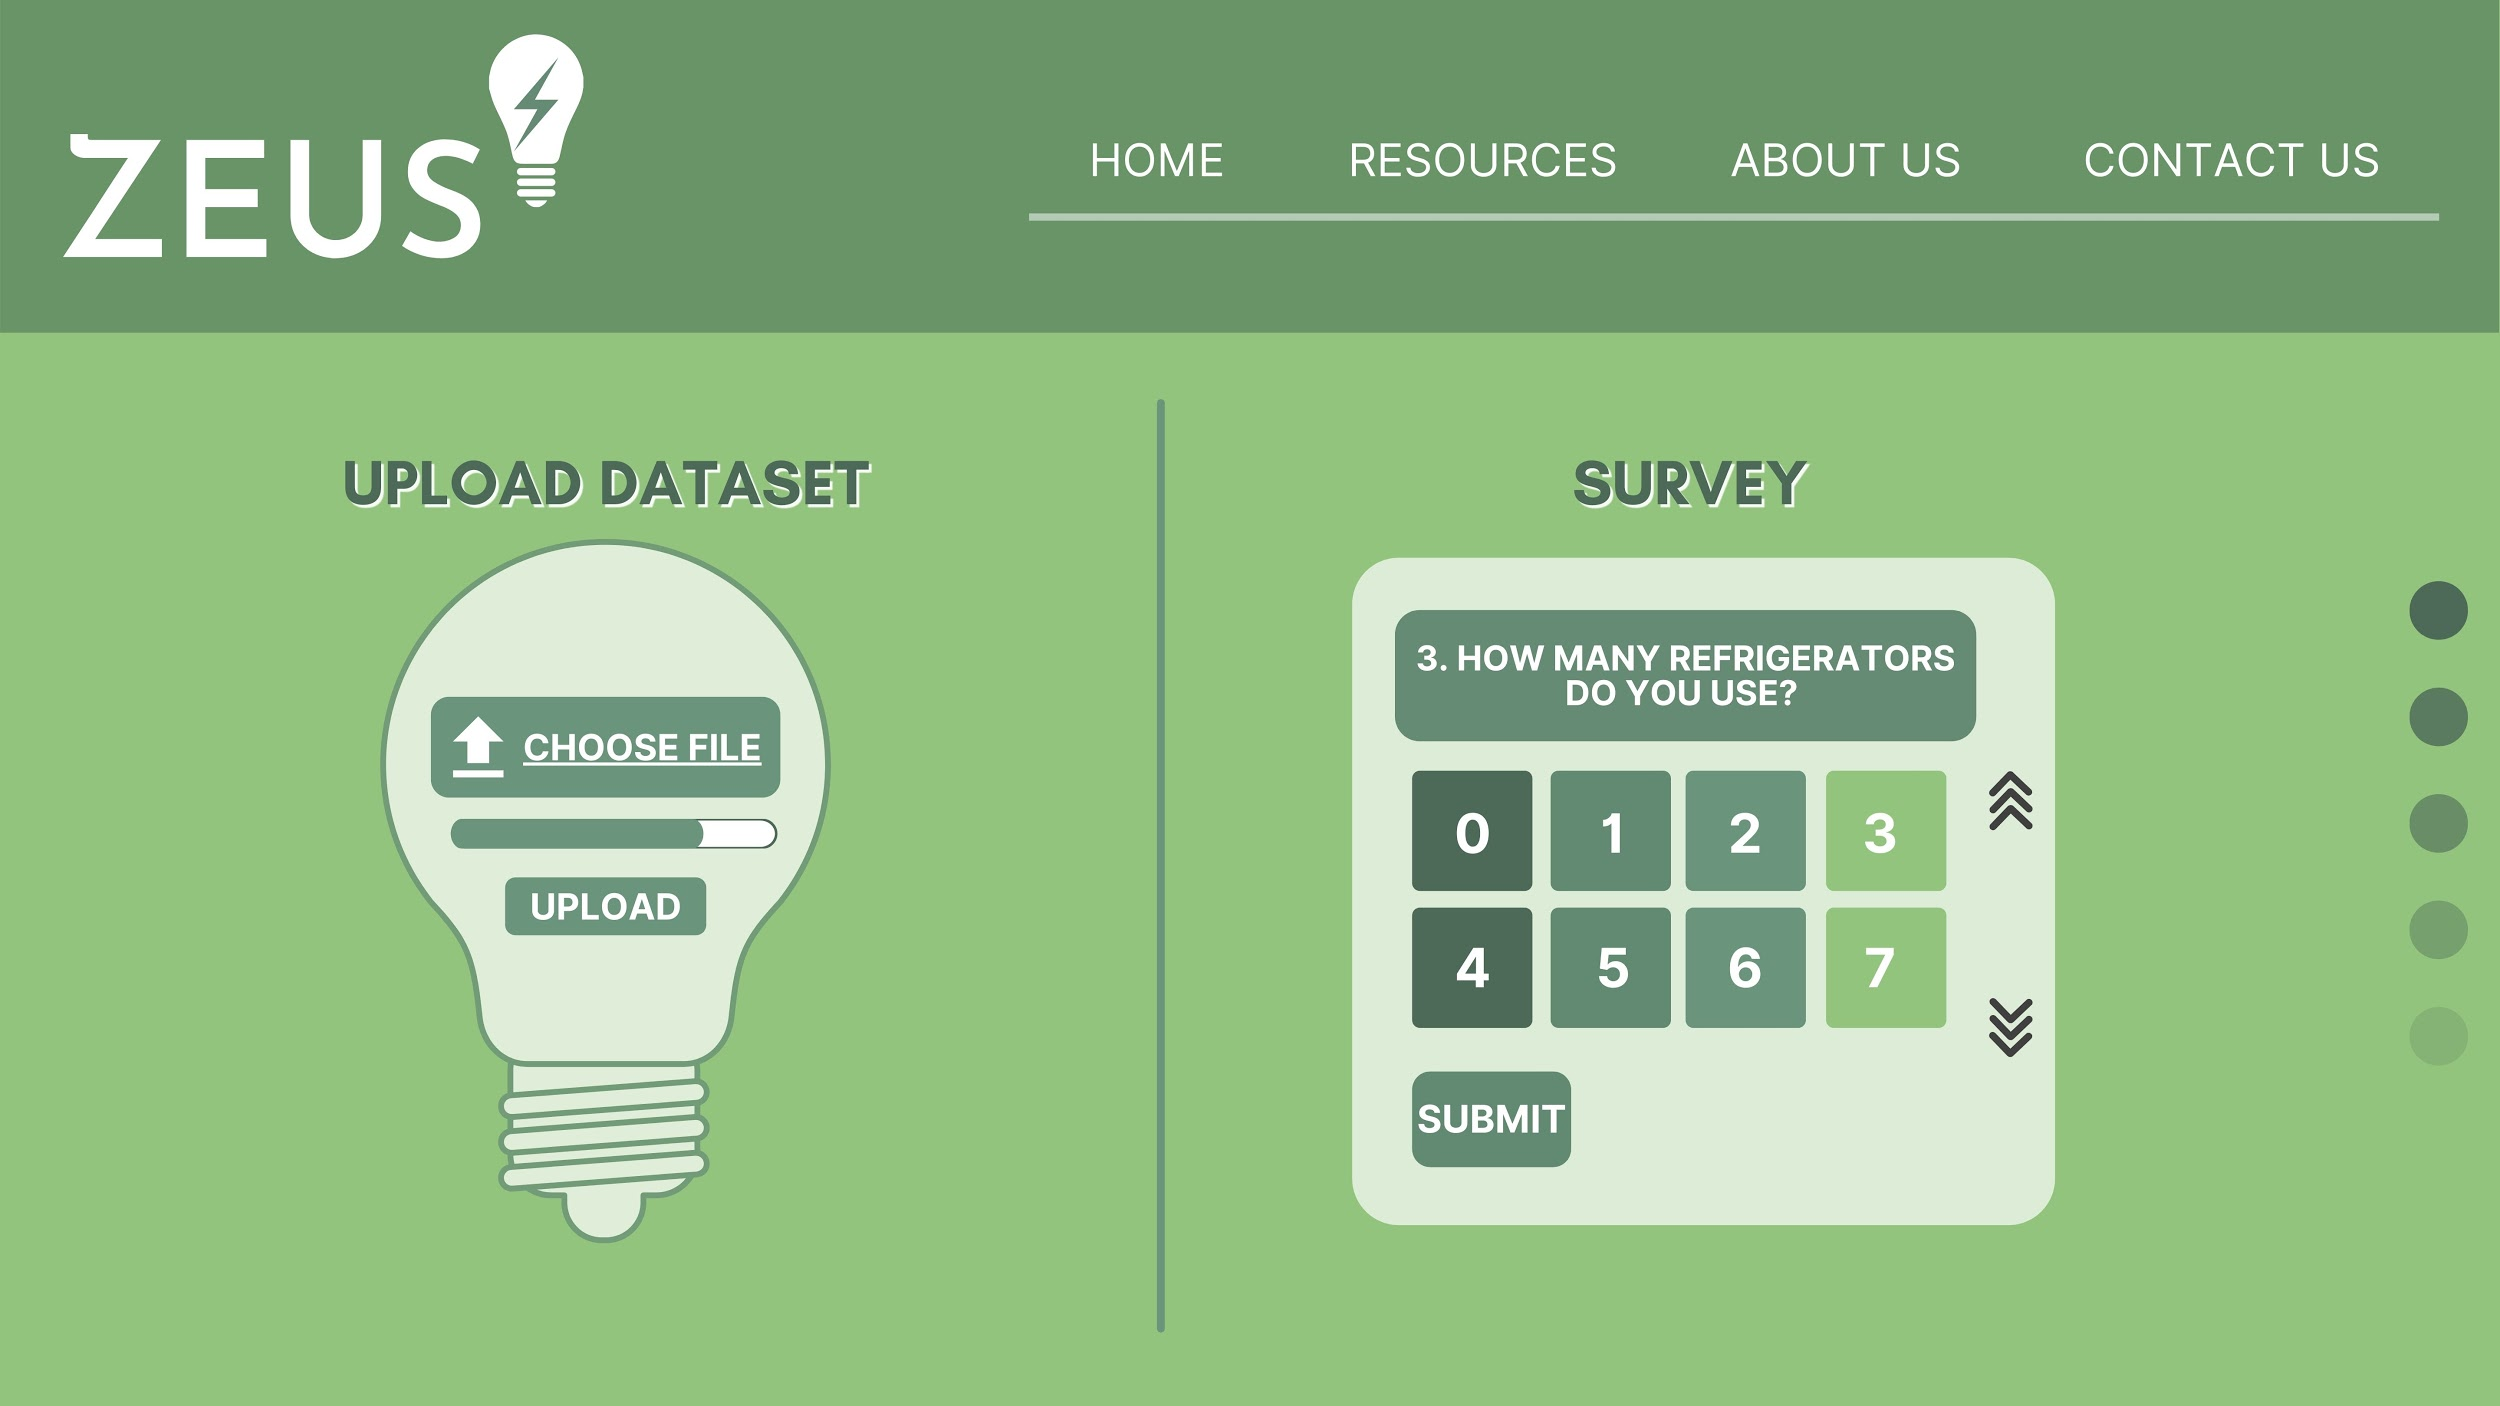 ZEUS
HOME RESOURCES ABOUT US CONTACT US
UPLOAD DATASET
CHOOSE FILE
UPLOAD
SURVEY
3. HOW MANY REFRIGERATORS
DO YOU USE?
0 1 2 3
4 5 6 7
SUBMIT